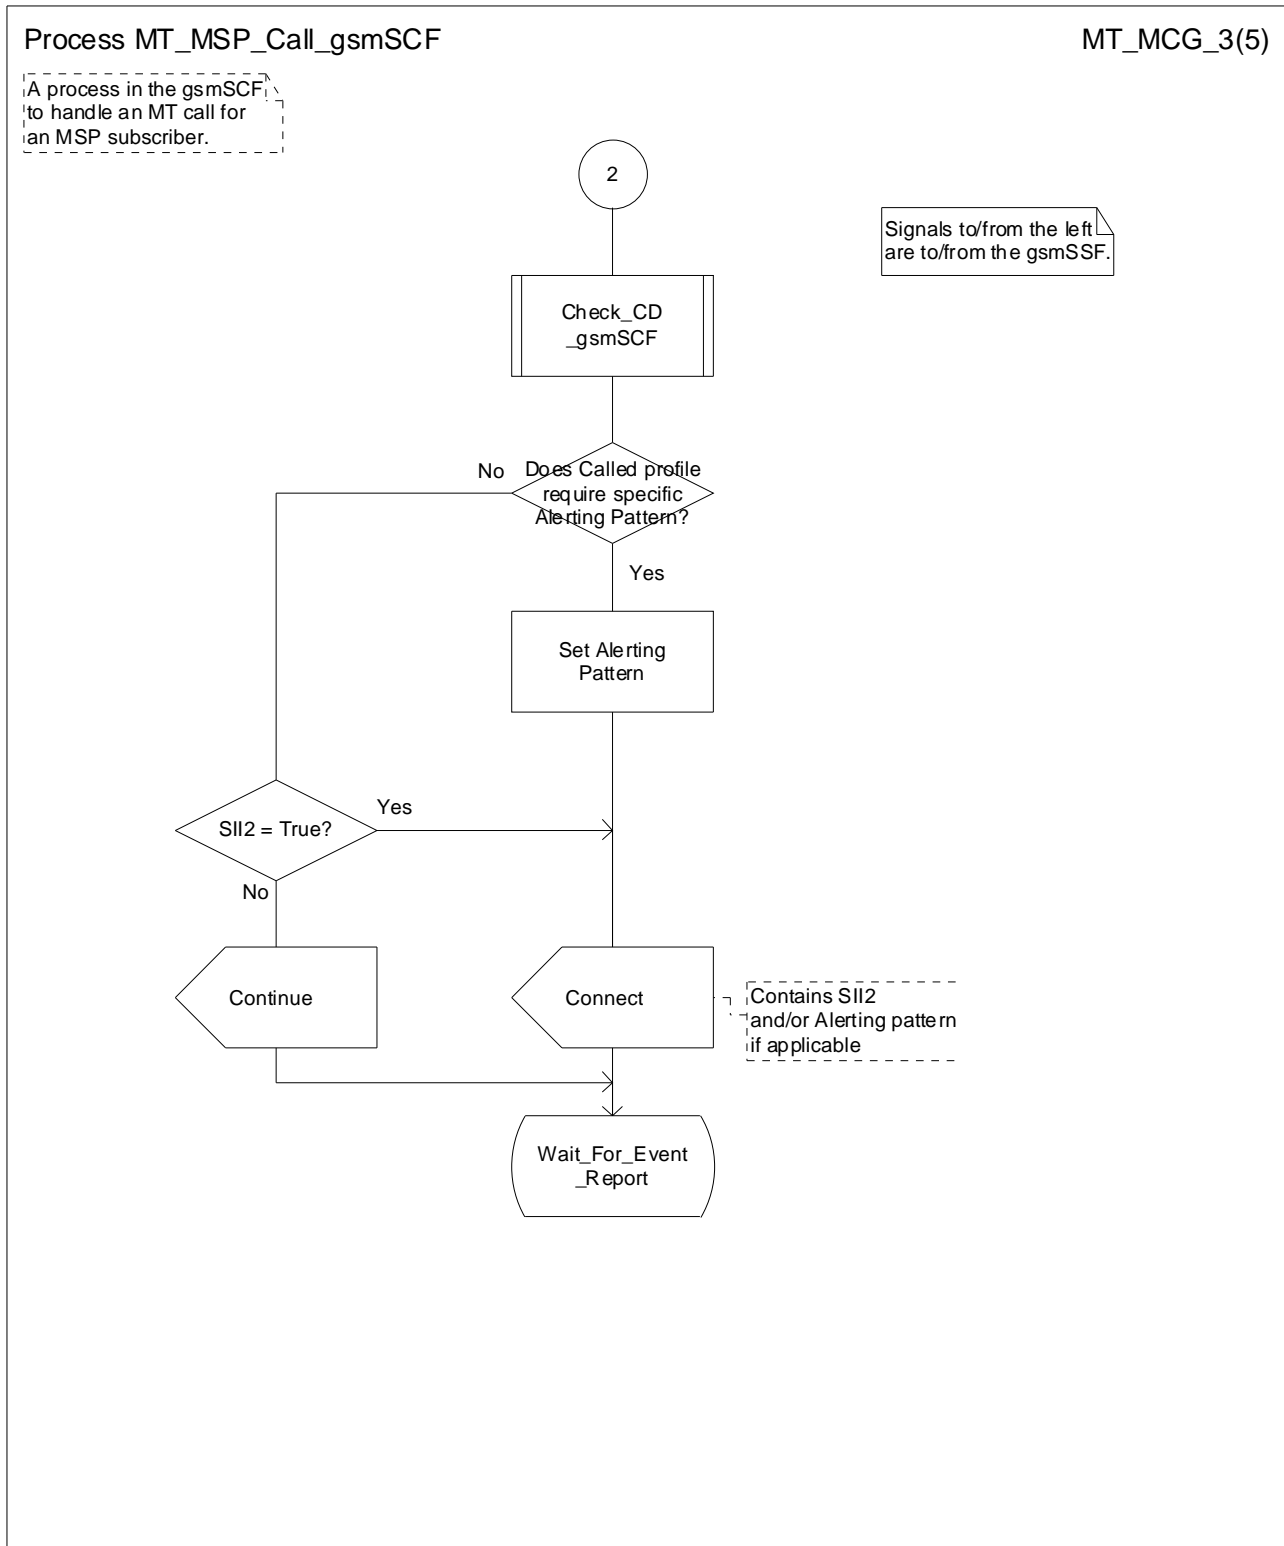 Process MT_MSP_Call_gsmSCF
MT_MCG_3(5)
A process in the gsmSCF
to handle an MT call for
an MSP subscriber.
2
Signals to/from the left
are to/from the gsmSSF.
Check_CD
_gsmSCF
No
Does Called profile
require specific
Alerting Pattern?
Yes
Set Alerting
Pattern
SII2 = True?
Yes
No
Continue
Connect
Contains SII2
and/or Alerting pattern
if applicable
Wait_For_Event
_Report